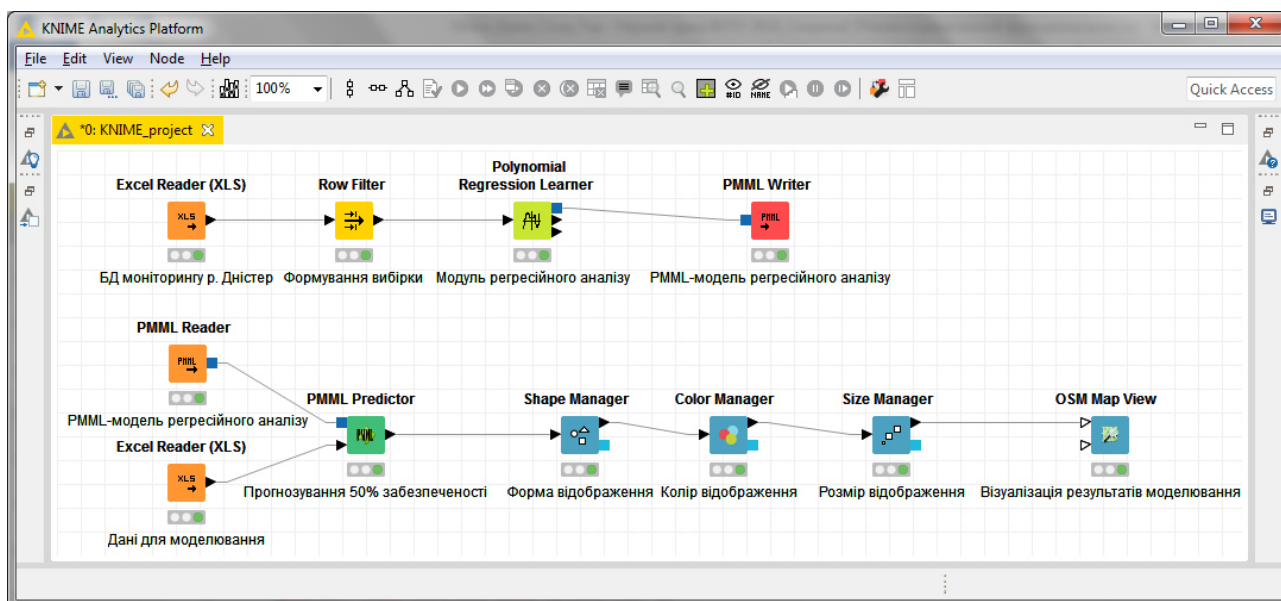 KNIME Analytics Platform
File Edit View Node Help
100%
Quick Access
*0: KNIME_project
Polynomial
Excel Reader (XLS) Row Filter Regression Learner PMML Writer
БД моніторингу р. Дністер Формування вибірки Модуль регресійного аналізу PMML-модель регресійного аналізу
PMML Reader
PMML-модель регресійного аналізу
PMML Predictor Shape Manager Color Manager Size Manager OSM Map View
Excel Reader (XLS)
Прогнозування 50% забезпеченості Форма відображення Колір відображення Розмір відображення Візуалізація результатів моделювання
Дані для моделювання